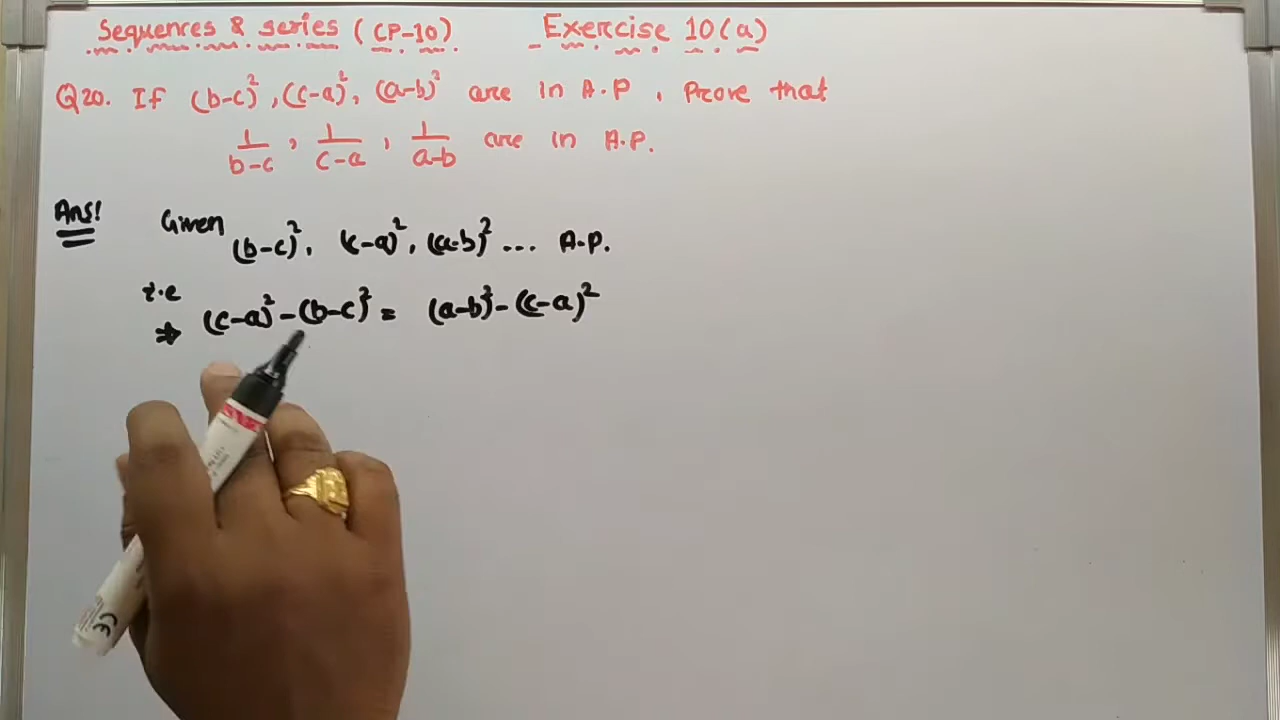 Sequences & series (CP-10) Exercise 10(a)
Q20. If (b-c)², (c-a)², (a-b)² are in A.P, Prove that
1/(b-c), 1/(c-a), 1/(a-b) are in A.P.
Ans!
Given (b-c)², (c-a)², (a-b)² ... A.P.
i.e
⇒ (c-a)² - (b-c)² = (a-b)² - (c-a)²
CE